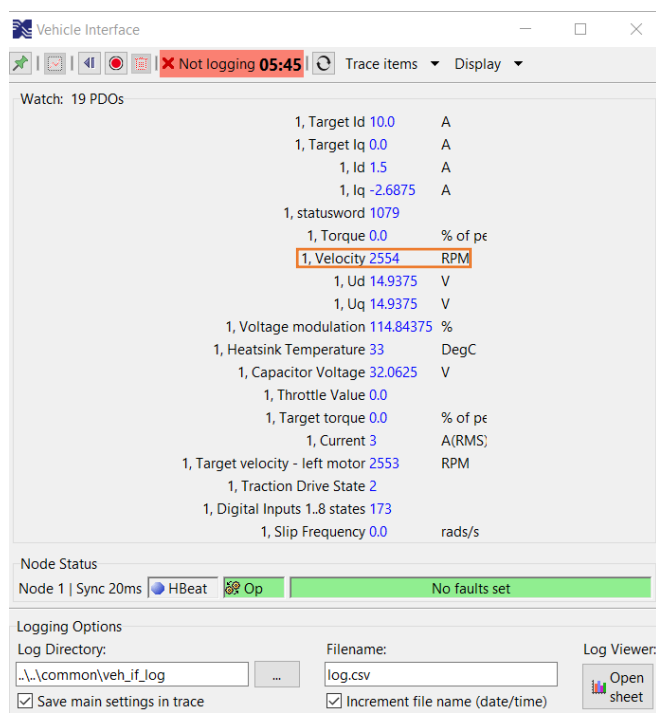 Vehicle Interface
Not logging 05:45 Trace items Display
Watch: 19 PDOs
1, Target Id 10.0 A
1, Target Iq 0.0 A
1, Id 1.5 A
1, Iq -2.6875 A
1, statusword 1079
1, Torque 0.0 % of pe
1, Velocity 2554 RPM
1, Ud 14.9375 V
1, Uq 14.9375 V
1, Voltage modulation 114.84375 %
1, Heatsink Temperature 33 DegC
1, Capacitor Voltage 32.0625 V
1, Throttle Value 0.0
1, Target torque 0.0 % of pe
1, Current 3 A(RMS)
1, Target velocity - left motor 2553 RPM
1, Traction Drive State 2
1, Digital Inputs 1..8 states 173
1, Slip Frequency 0.0 rads/s
Node Status
Node 1 | Sync 20ms HBeat Op No faults set
Logging Options
Log Directory: Filename: Log Viewer:
..\..\common\veh_if_log ... log.csv Open sheet
Save main settings in trace Increment file name (date/time)